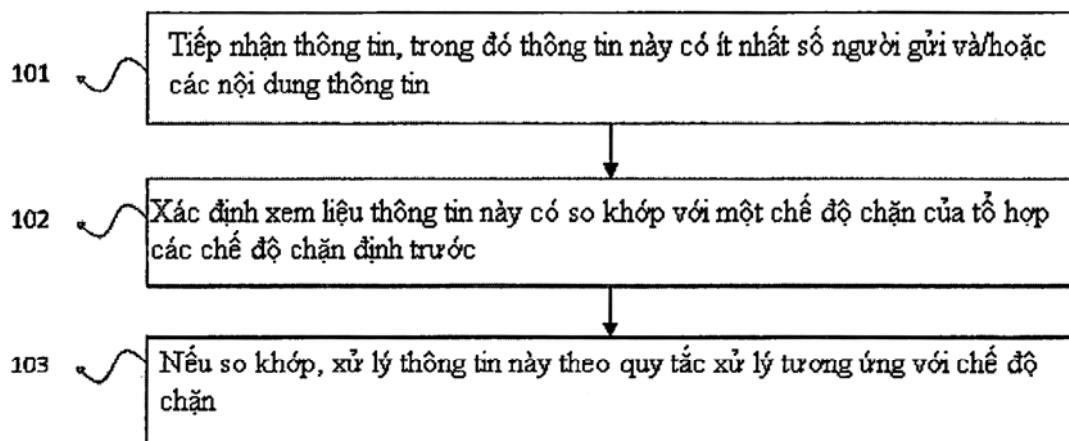 Tiếp nhận thông tin, trong đó thông tin này có ít nhất số người gửi và/hoặc
101
các nội dung thông tin
102
Xác định xem liệu thông tin này có so khớp với một chế độ chặn của tổ hợp
các chế độ chặn định trước
103
Nếu so khớp, xử lý thông tin này theo quy tắc xử lý tương ứng với chế độ
chặn